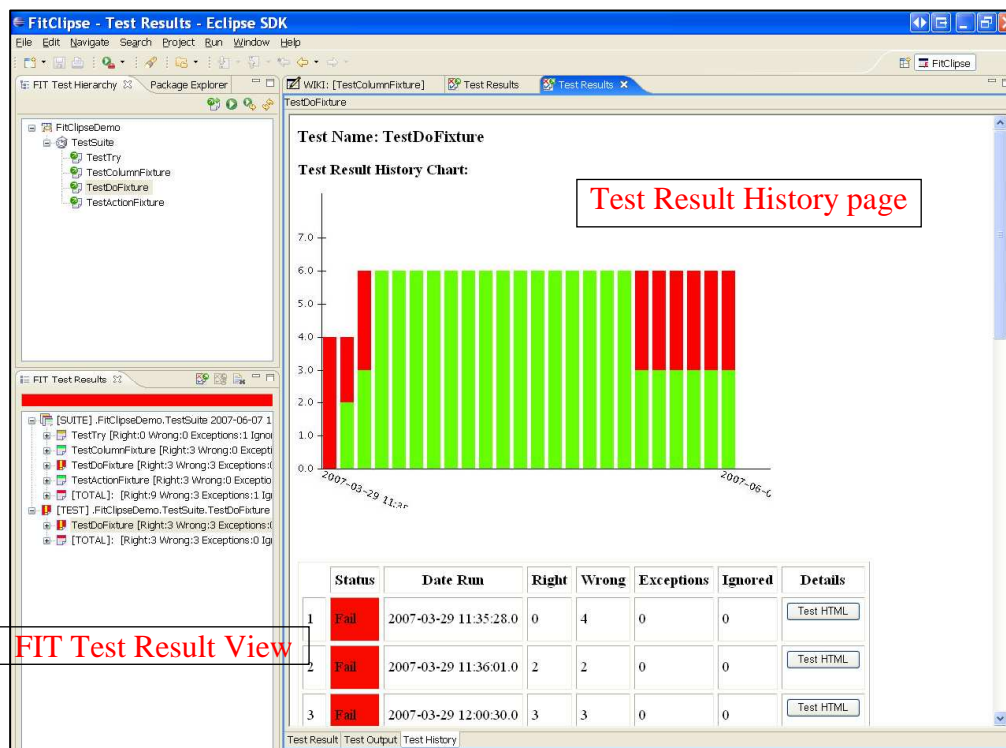 FitClipse - Test Results - Eclipse SDK
File Edit Navigate Search Project Run Window Help
FitClipse
FIT Test Hierarchy Package Explorer
FitClipseDemo
TestSuite
TestTry
TestColumnFixture
TestDoFixture
TestActionFixture
FIT Test Results
[SUITE] .FitClipseDemo.TestSuite 2007-06-07 1
TestTry [Right:0 Wrong:0 Exceptions:1 Igno
TestColumnFixture [Right:3 Wrong:0 Excepti
TestDoFixture [Right:3 Wrong:3 Exceptions:(
TestActionFixture [Right:3 Wrong:0 Exceptio
[TOTAL]: [Right:9 Wrong:3 Exceptions:1 Ig
[TEST] .FitClipseDemo.TestSuite.TestDoFixture
TestDoFixture [Right:3 Wrong:3 Exceptions:(
[TOTAL]: [Right:3 Wrong:3 Exceptions:0 Ig
FIT Test Result View
WIKI: [TestColumnFixture] Test Results Test Results
TestDoFixture
Test Name: TestDoFixture
Test Result History Chart:
Test Result History page
7.0
6.0
5.0
4.0
3.0
2.0
1.0
0.0
2007-03-29 11:35
2007-06-0
Status Date Run Right Wrong Exceptions Ignored Details
1 Fail 2007-03-29 11:35:28.0 0 4 0 0 Test HTML
2 Fail 2007-03-29 11:36:01.0 2 2 0 0 Test HTML
3 Fail 2007-03-29 12:00:30.0 3 3 0 0 Test HTML
Test Result Test Output Test History